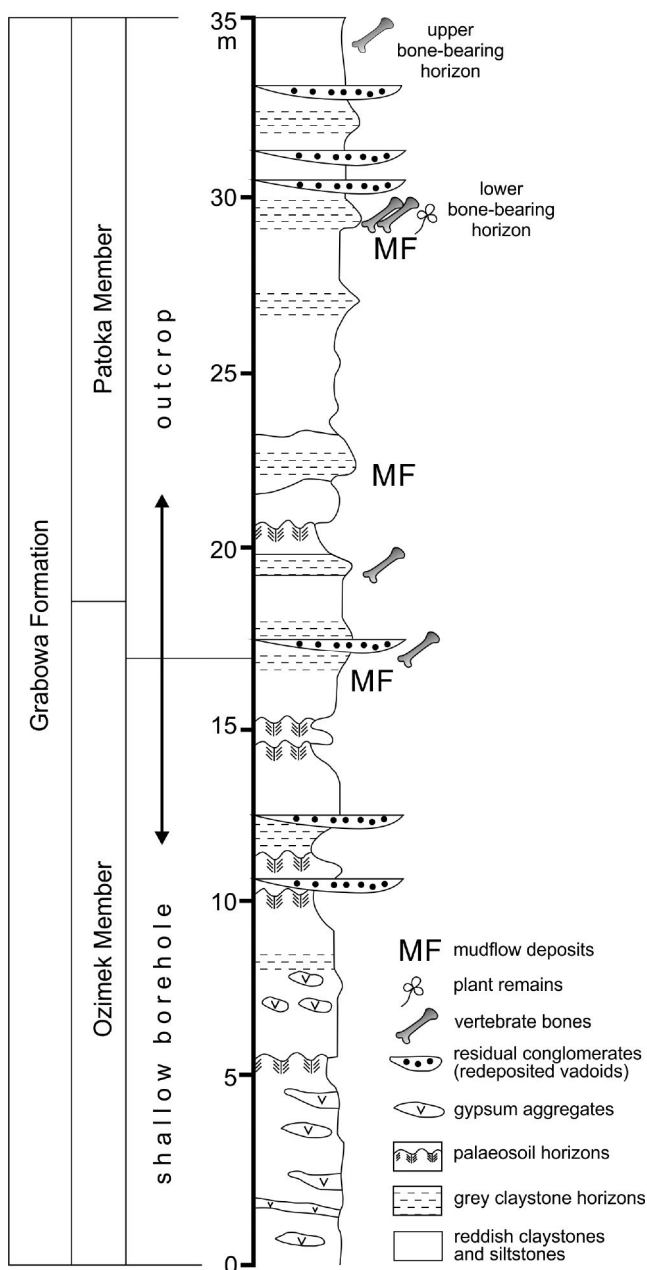 35
m
upper
bone-bearing
horizon
30
lower
bone-bearing
horizon
MF
25
MF
20
MF
15
10
5
0
Grabowa Formation
Patoka Member
Ozimek Member
outcrop
shallow borehole
MF mudflow deposits
plant remains
vertebrate bones
residual conglomerates
(redeposited vadoids)
v gypsum aggregates
palaeosoil horizons
grey claystone horizons
reddish claystones
and siltstones